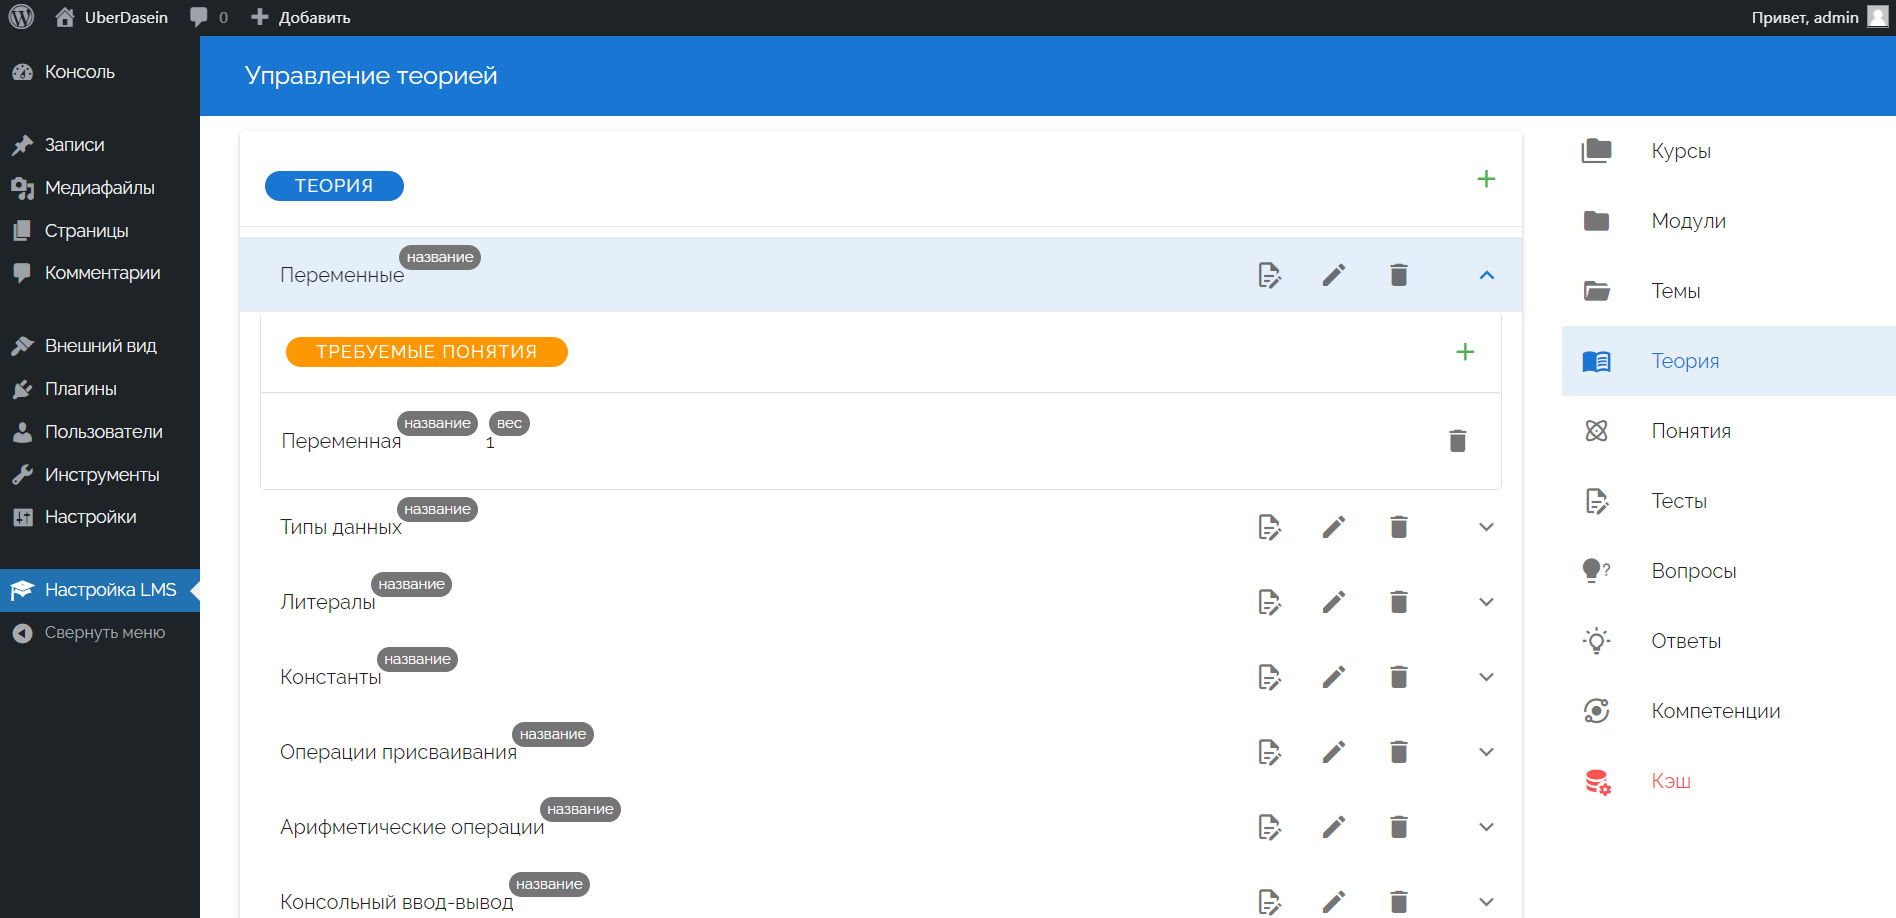 UberDasein
0
Добавить
Привет, admin
Консоль
Записи
Медиафайлы
Страницы
Комментарии
Внешний вид
Плагины
Пользователи
Инструменты
Настройки
Настройка LMS
Свернуть меню
Управление теорией
ТЕОРИЯ
Переменные название
ТРЕБУЕМЫЕ ПОНЯТИЯ
Переменная название 1 вес
Типы данных название
Литералы название
Константы название
Операции присваивания название
Арифметические операции название
Консольный ввод-вывод название
Курсы
Модули
Темы
Теория
Понятия
Тесты
Вопросы
Ответы
Компетенции
Кэш